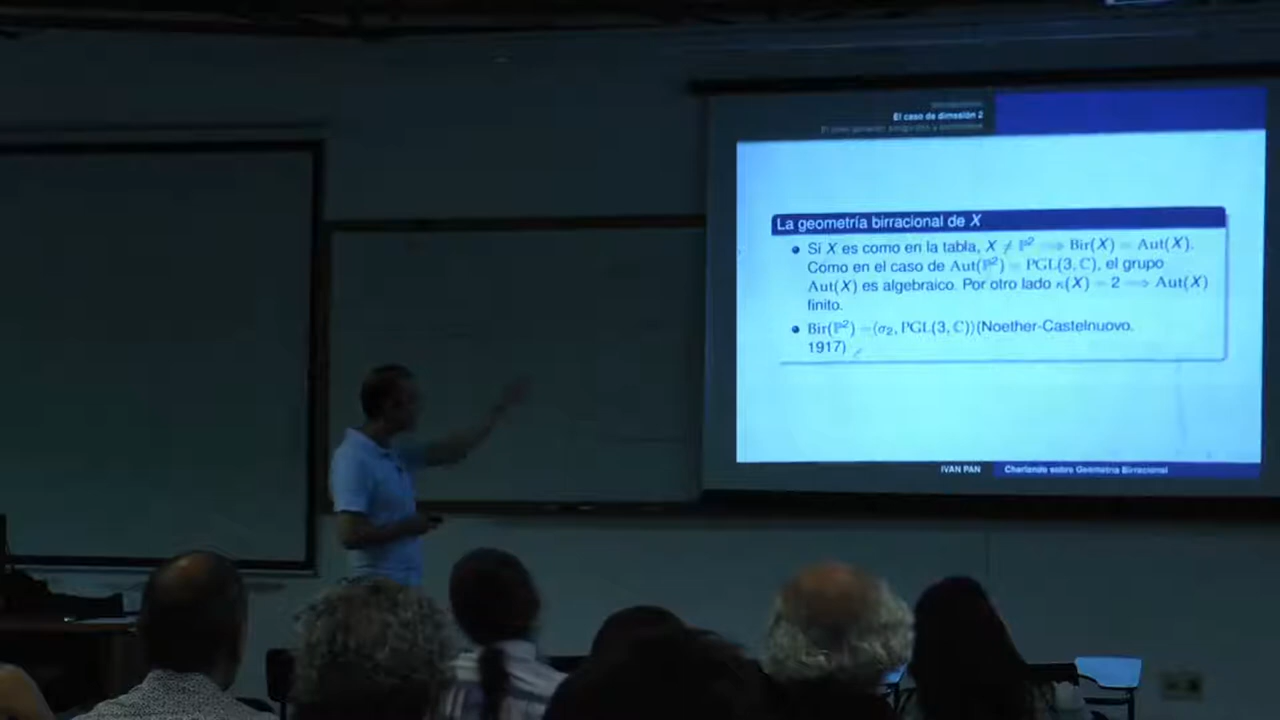 El caso de dimesión 2
La geometría birracional de X
• Si X es como en la tabla, X ≠ ℙ² ⟹ Bir(X) = Aut(X).
Como en el caso de Aut(ℙ²) = PGL(3, ℂ), el grupo
Aut(X) es algebraico. Por otro lado κ(X) = 2 ⟹ Aut(X)
finito.
• Bir(ℙ²) = ⟨σ₂, PGL(3, ℂ)⟩(Noether-Castelnuovo.
1917)
IVAN PAN Charlando sobre Geometría Birracional